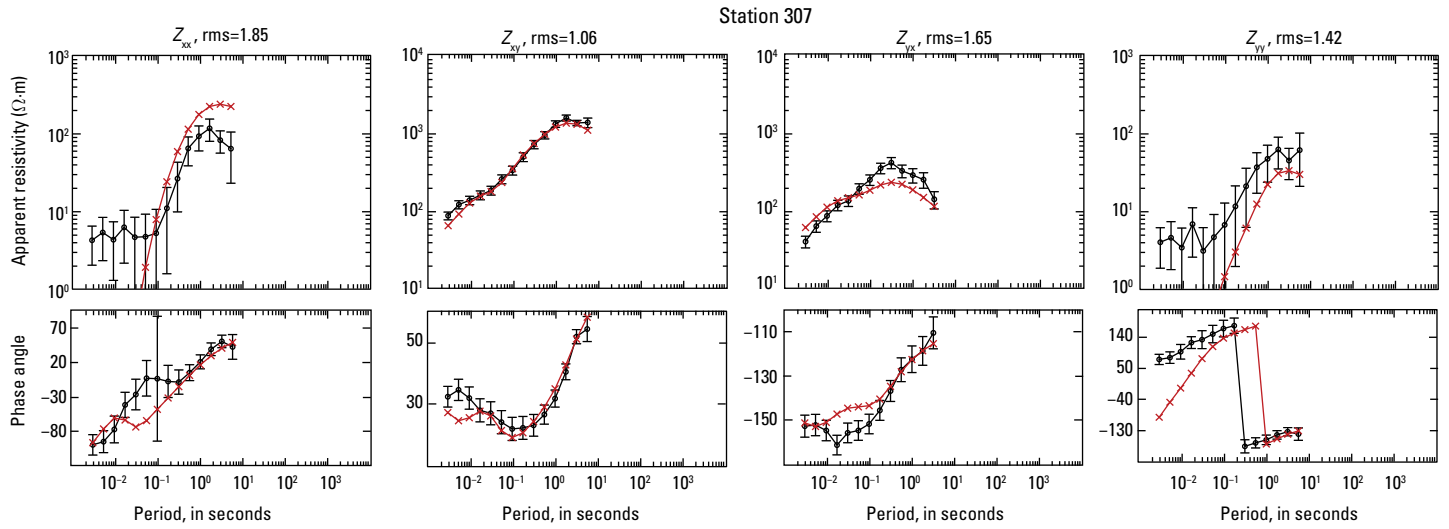 Station 307
Zxx, rms=1.85
Zxy, rms=1.06
Zyx, rms=1.65
Zyy, rms=1.42
Apparent resistivity (Ω·m)
10³
10²
10¹
10⁰
10⁴
10³
10²
10¹
10⁴
10³
10²
10¹
10³
10²
10¹
10⁰
Phase angle
70
20
−30
−80
50
30
−110
−130
−150
140
50
−40
−130
10⁻² 10⁻¹ 10⁰ 10¹ 10² 10³
10⁻² 10⁻¹ 10⁰ 10¹ 10² 10³
10⁻² 10⁻¹ 10⁰ 10¹ 10² 10³
10⁻² 10⁻¹ 10⁰ 10¹ 10² 10³
Period, in seconds
Period, in seconds
Period, in seconds
Period, in seconds